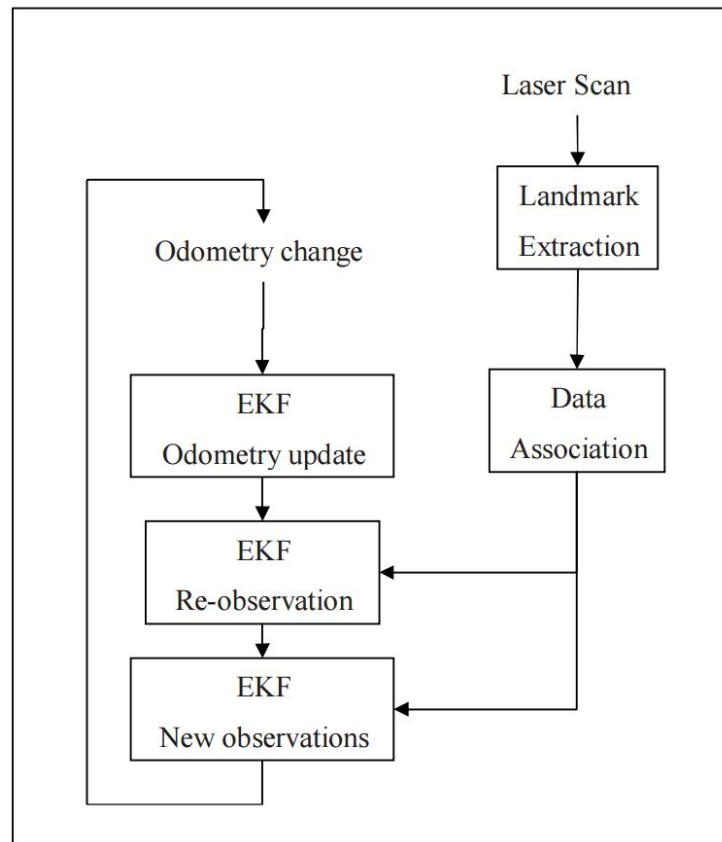 Laser Scan
Landmark
Extraction
Odometry change
EKF
Odometry update
Data
Association
EKF
Re-observation
EKF
New observations